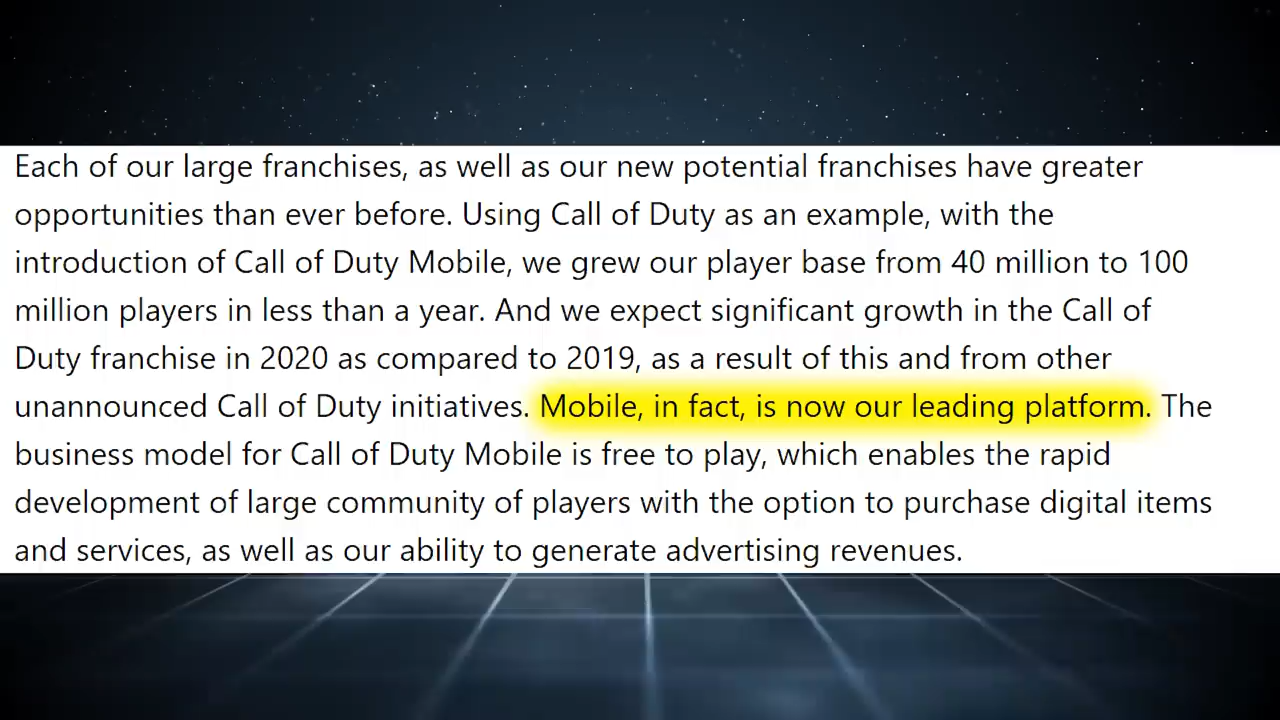 Each of our large franchises, as well as our new potential franchises have greater
opportunities than ever before. Using Call of Duty as an example, with the
introduction of Call of Duty Mobile, we grew our player base from 40 million to 100
million players in less than a year. And we expect significant growth in the Call of
Duty franchise in 2020 as compared to 2019, as a result of this and from other
unannounced Call of Duty initiatives. Mobile, in fact, is now our leading platform. The
business model for Call of Duty Mobile is free to play, which enables the rapid
development of large community of players with the option to purchase digital items
and services, as well as our ability to generate advertising revenues.